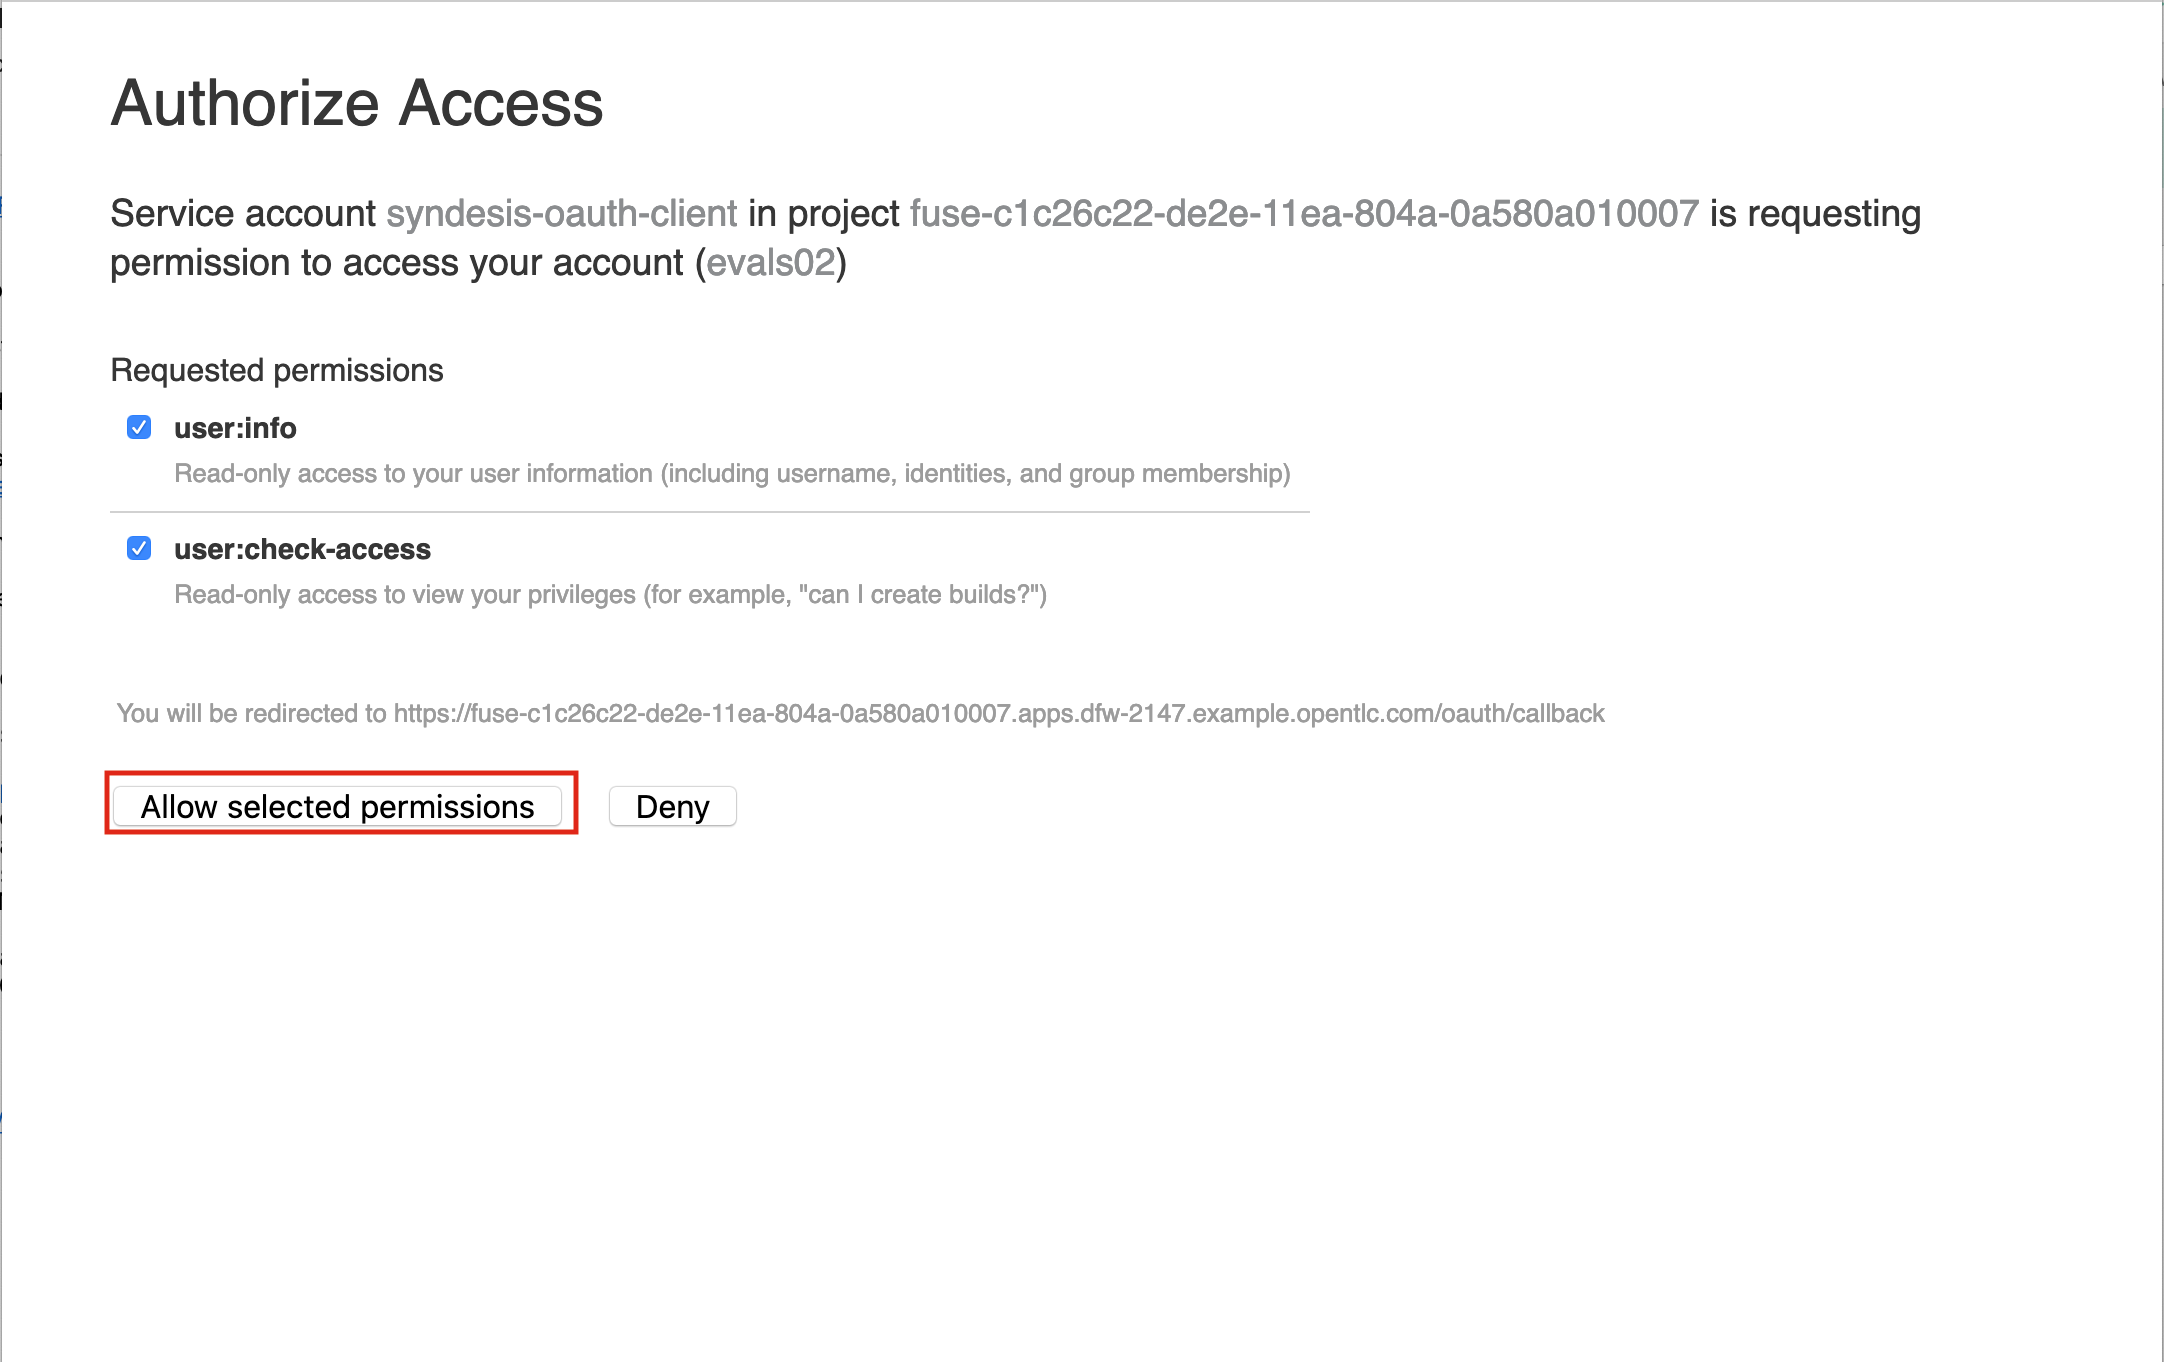 Authorize Access
Service account syndesis-oauth-client in project fuse-c1c26c22-de2e-11ea-804a-0a580a010007 is requesting
permission to access your account (evals02)
Requested permissions
user:info
Read-only access to your user information (including username, identities, and group membership)
user:check-access
Read-only access to view your privileges (for example, "can I create builds?")
You will be redirected to https://fuse-c1c26c22-de2e-11ea-804a-0a580a010007.apps.dfw-2147.example.opentlc.com/oauth/callback
Allow selected permissions Deny